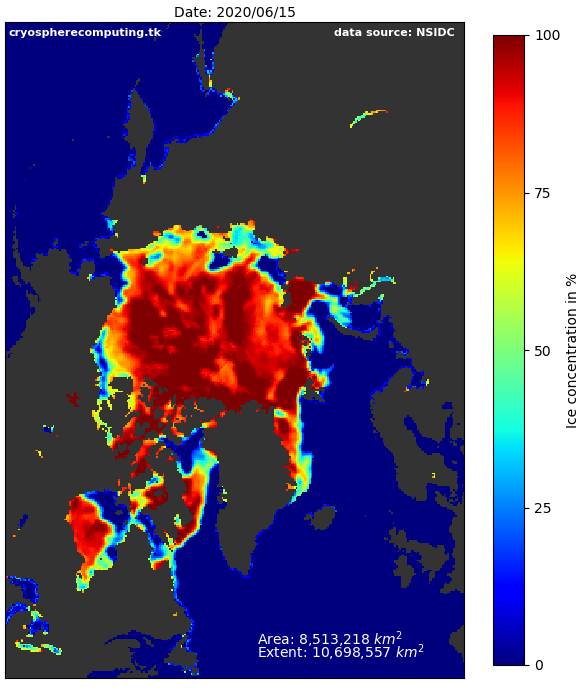 Date: 2020/06/15
cryospherecomputing.tk
data source: NSIDC
100
75
50
25
0
Ice concentration in %
Area: 8,513,218 km²
Extent: 10,698,557 km²